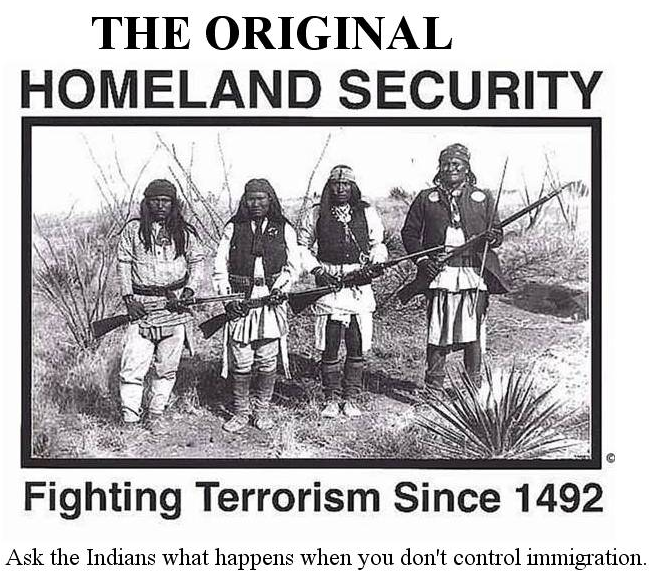 THE ORIGINAL
HOMELAND SECURITY
©
Fighting Terrorism Since 1492
Ask the Indians what happens when you don't control immigration.